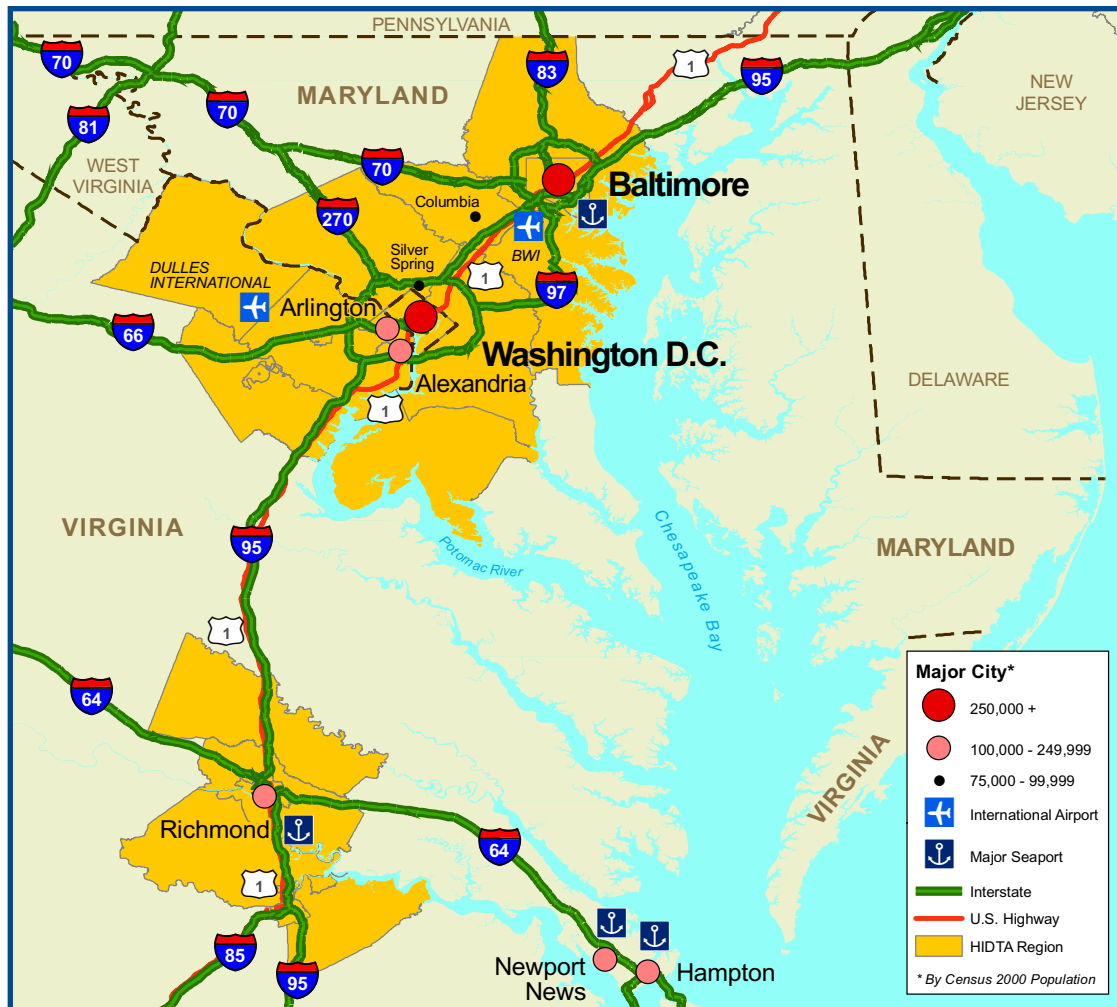 PENNSYLVANIA
70
83
1
95
NEW
JERSEY
MARYLAND
70
81
WEST
VIRGINIA
70
Baltimore
270
Columbia
Silver
Spring
BWI
1
97
DULLES
INTERNATIONAL
Arlington
66
Washington D.C.
Alexandria
1
DELAWARE
VIRGINIA
95
Chesapeake Bay
Potomac River
MARYLAND
1
64
VIRGINIA
Richmond
64
1
85
95
Newport
News
Hampton
Major City*
250,000 +
100,000 - 249,999
75,000 - 99,999
International Airport
Major Seaport
Interstate
U.S. Highway
HIDTA Region
* By Census 2000 Population